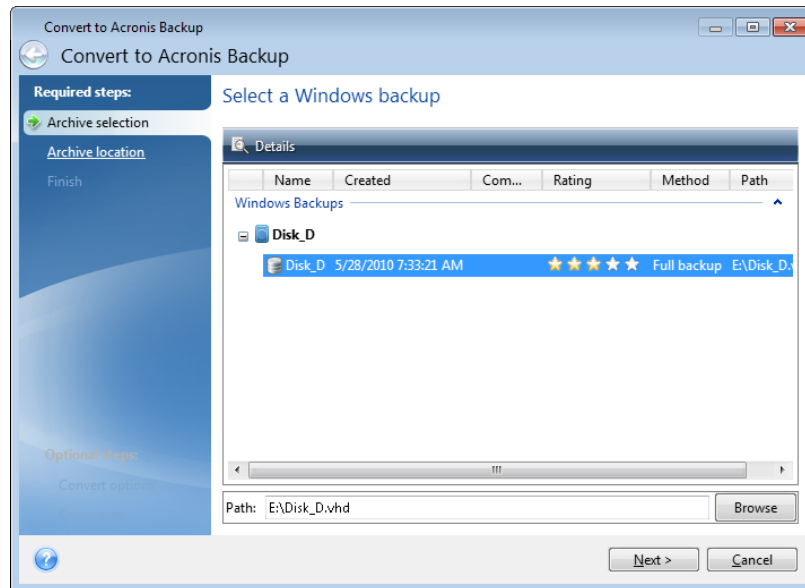 Convert to Acronis Backup
Convert to Acronis Backup
Required steps:
Archive selection
Archive location
Finish
Optional steps:
Convert options
Select a Windows backup
Details
Name Created Com... Rating Method Path
Windows Backups
Disk_D
Disk_D 5/28/2010 7:33:21 AM Full backup E:\Disk_D.v
Path: E:\Disk_D.vhd Browse
Next > Cancel